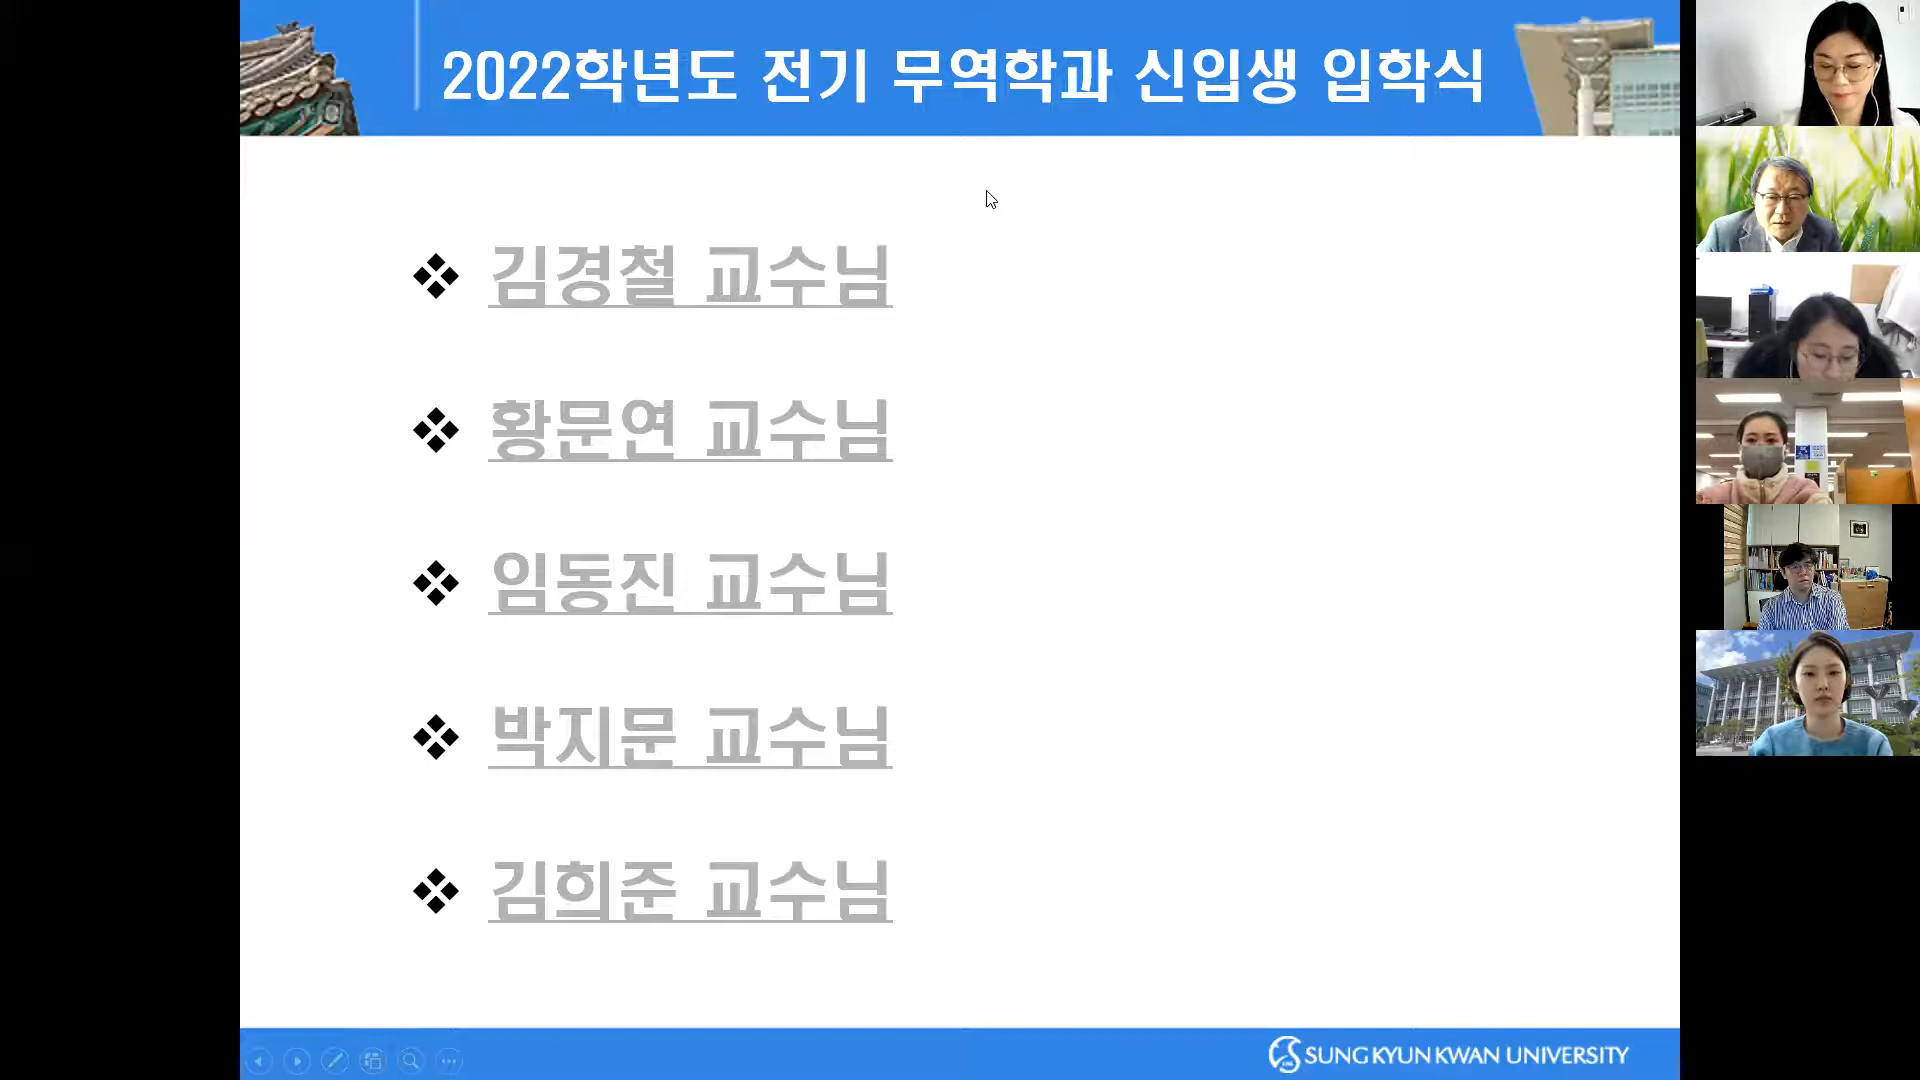 2022학년도 전기 무역학과 신입생 입학식
김경철 교수님
황문연 교수님
임동진 교수님
박지문 교수님
김희준 교수님
SUNG KYUN KWAN UNIVERSITY